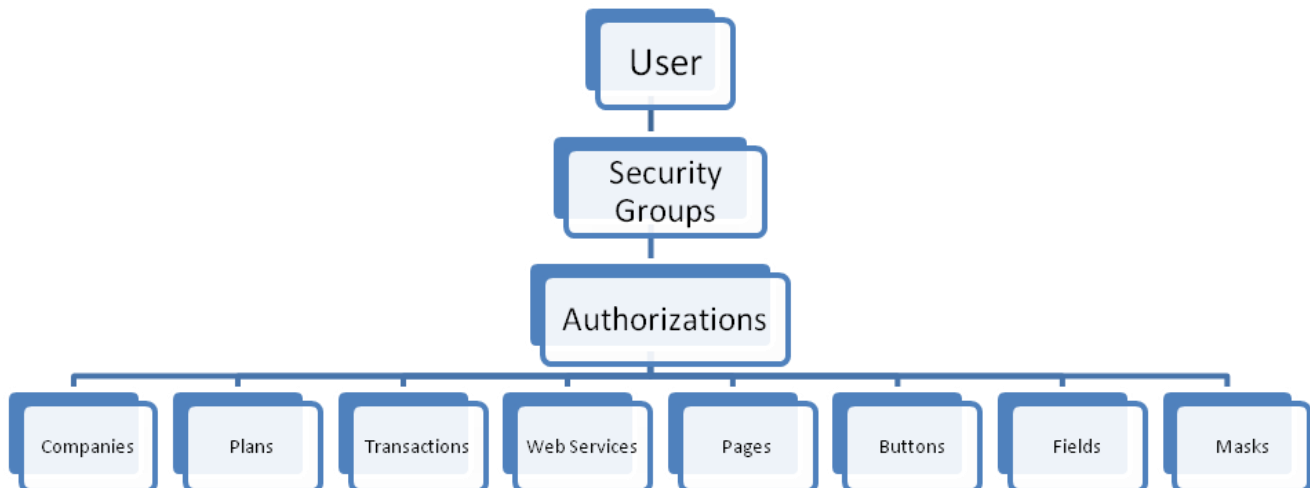 User
Security
Groups
Authorizations
Companies
Plans
Transactions
Web Services
Pages
Buttons
Fields
Masks